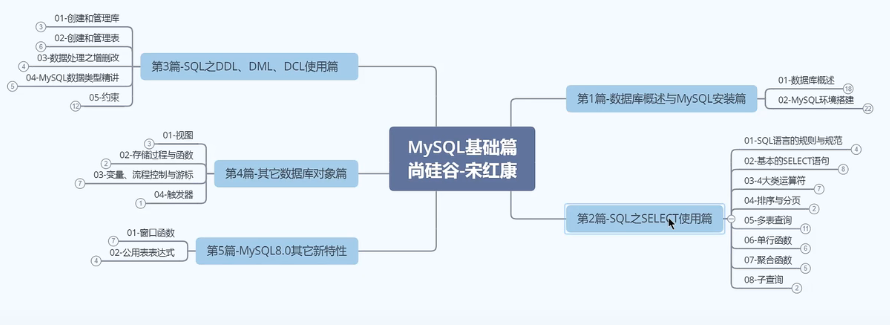 MySQL基础篇
尚硅谷-宋红康
第1篇-数据库概述与MySQL安装篇
01-数据库概述
18
02-MySQL环境搭建
22
第2篇-SQL之SELECT使用篇
01-SQL语言的规则与规范
4
02-基本的SELECT语句
8
03-4大类运算符
7
04-排序与分页
2
05-多表查询
11
06-单行函数
6
07-聚合函数
5
08-子查询
2
第3篇-SQL之DDL、DML、DCL使用篇
01-创建和管理库
3
02-创建和管理表
6
03-数据处理之增删改
4
04-MySQL数据类型精讲
5
05-约束
12
第4篇-其它数据库对象篇
01-视图
3
02-存储过程与函数
2
03-变量、流程控制与游标
7
04-触发器
1
第5篇-MySQL8.0其它新特性
01-窗口函数
7
02-公用表表达式
4